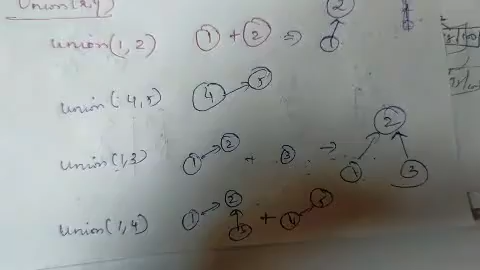 Union(x,y)
union(1,2) 1 + 2 ⇒ 2 1
union(4,5) 4 5
union(1,3) 1 2 + 3 → 2 1 3
union(1,4) 1 2 3 + 4 5